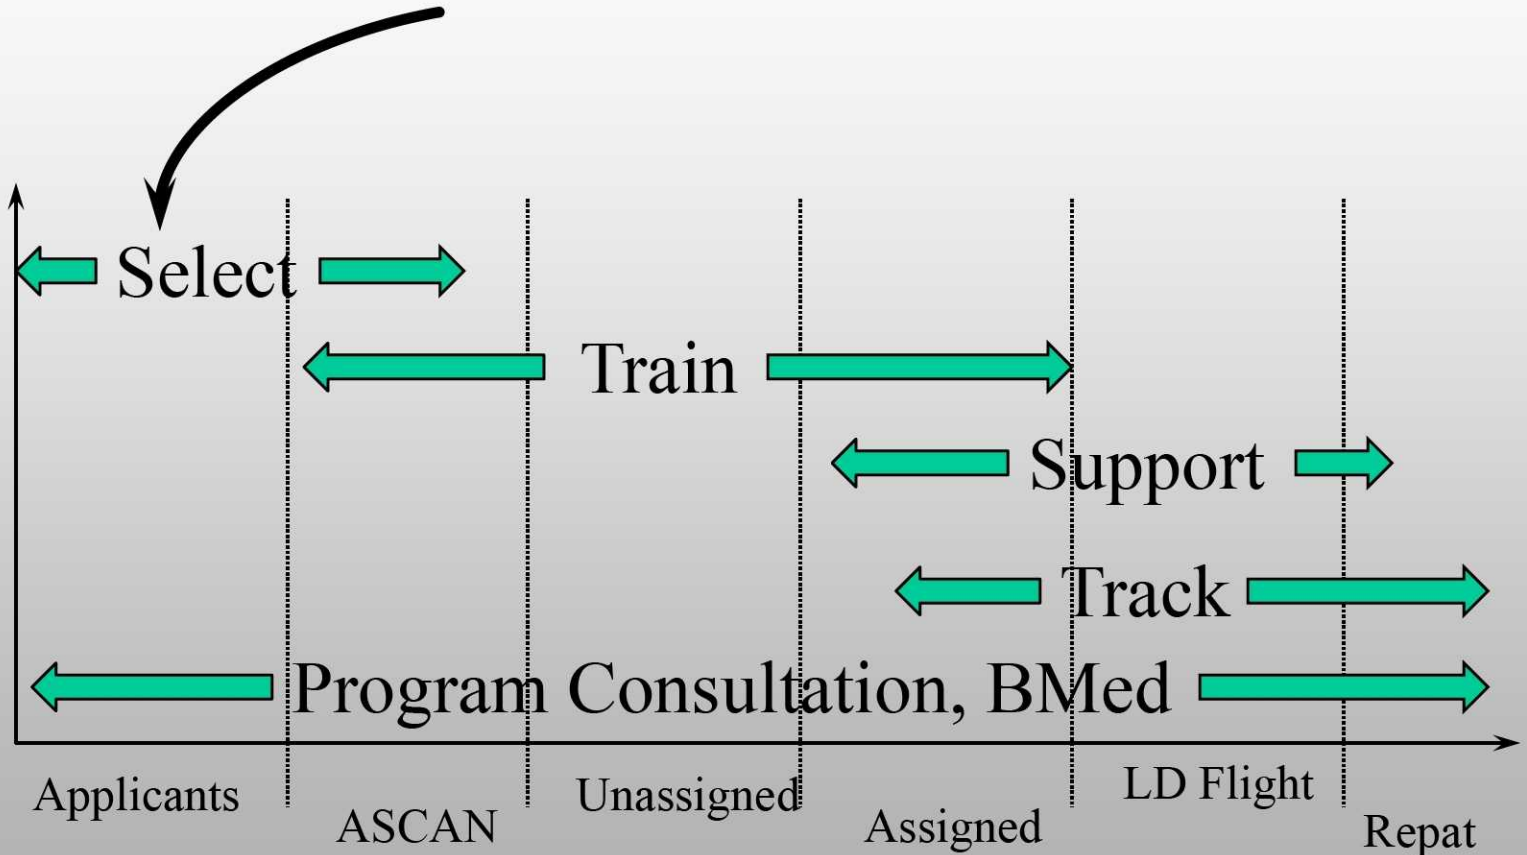 Select
Train
Support
Track
Program Consultation, BMed
Applicants
ASCAN
Unassigned
Assigned
LD Flight
Repat